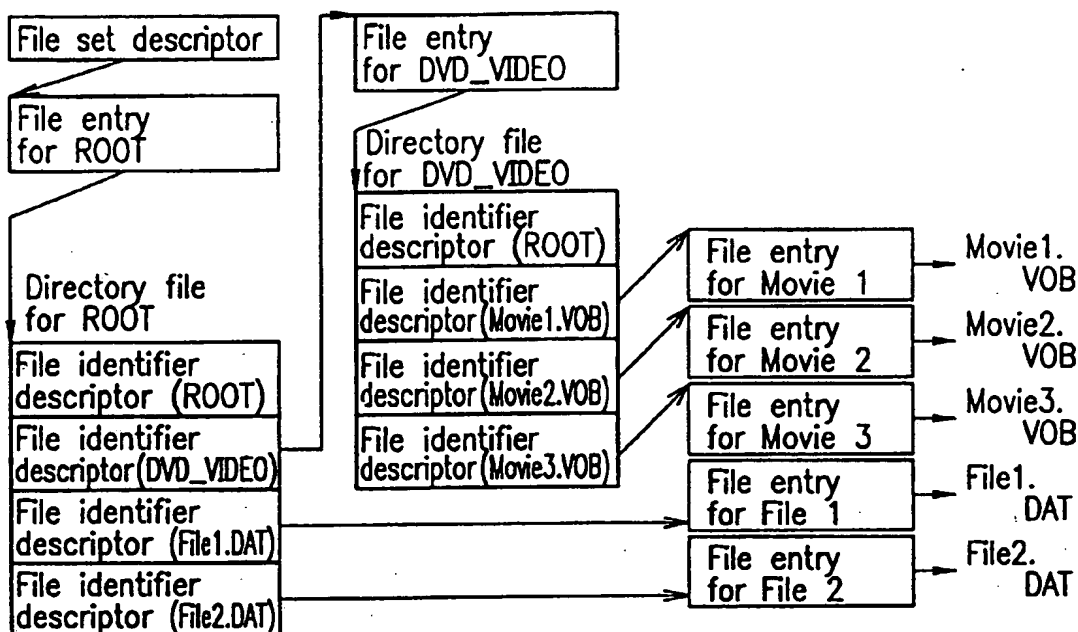 File set descriptor
File entry
for ROOT
Directory file
for ROOT
File identifier
descriptor (ROOT)
File identifier
descriptor(DVD_VIDEO)
File identifier
descriptor (File1.DAT)
File identifier
descriptor (File2.DAT)
File entry
for DVD_VIDEO
Directory file
for DVD_VIDEO
File identifier
descriptor (ROOT)
File identifier
descriptor(Movie1.VOB)
File identifier
descriptor(Movie2.VOB)
File identifier
descriptor(Movie3.VOB)
File entry
for Movie 1
File entry
for Movie 2
File entry
for Movie 3
File entry
for File 1
File entry
for File 2
Movie1.
VOB
Movie2.
VOB
Movie3.
VOB
File1.
DAT
File2.
DAT